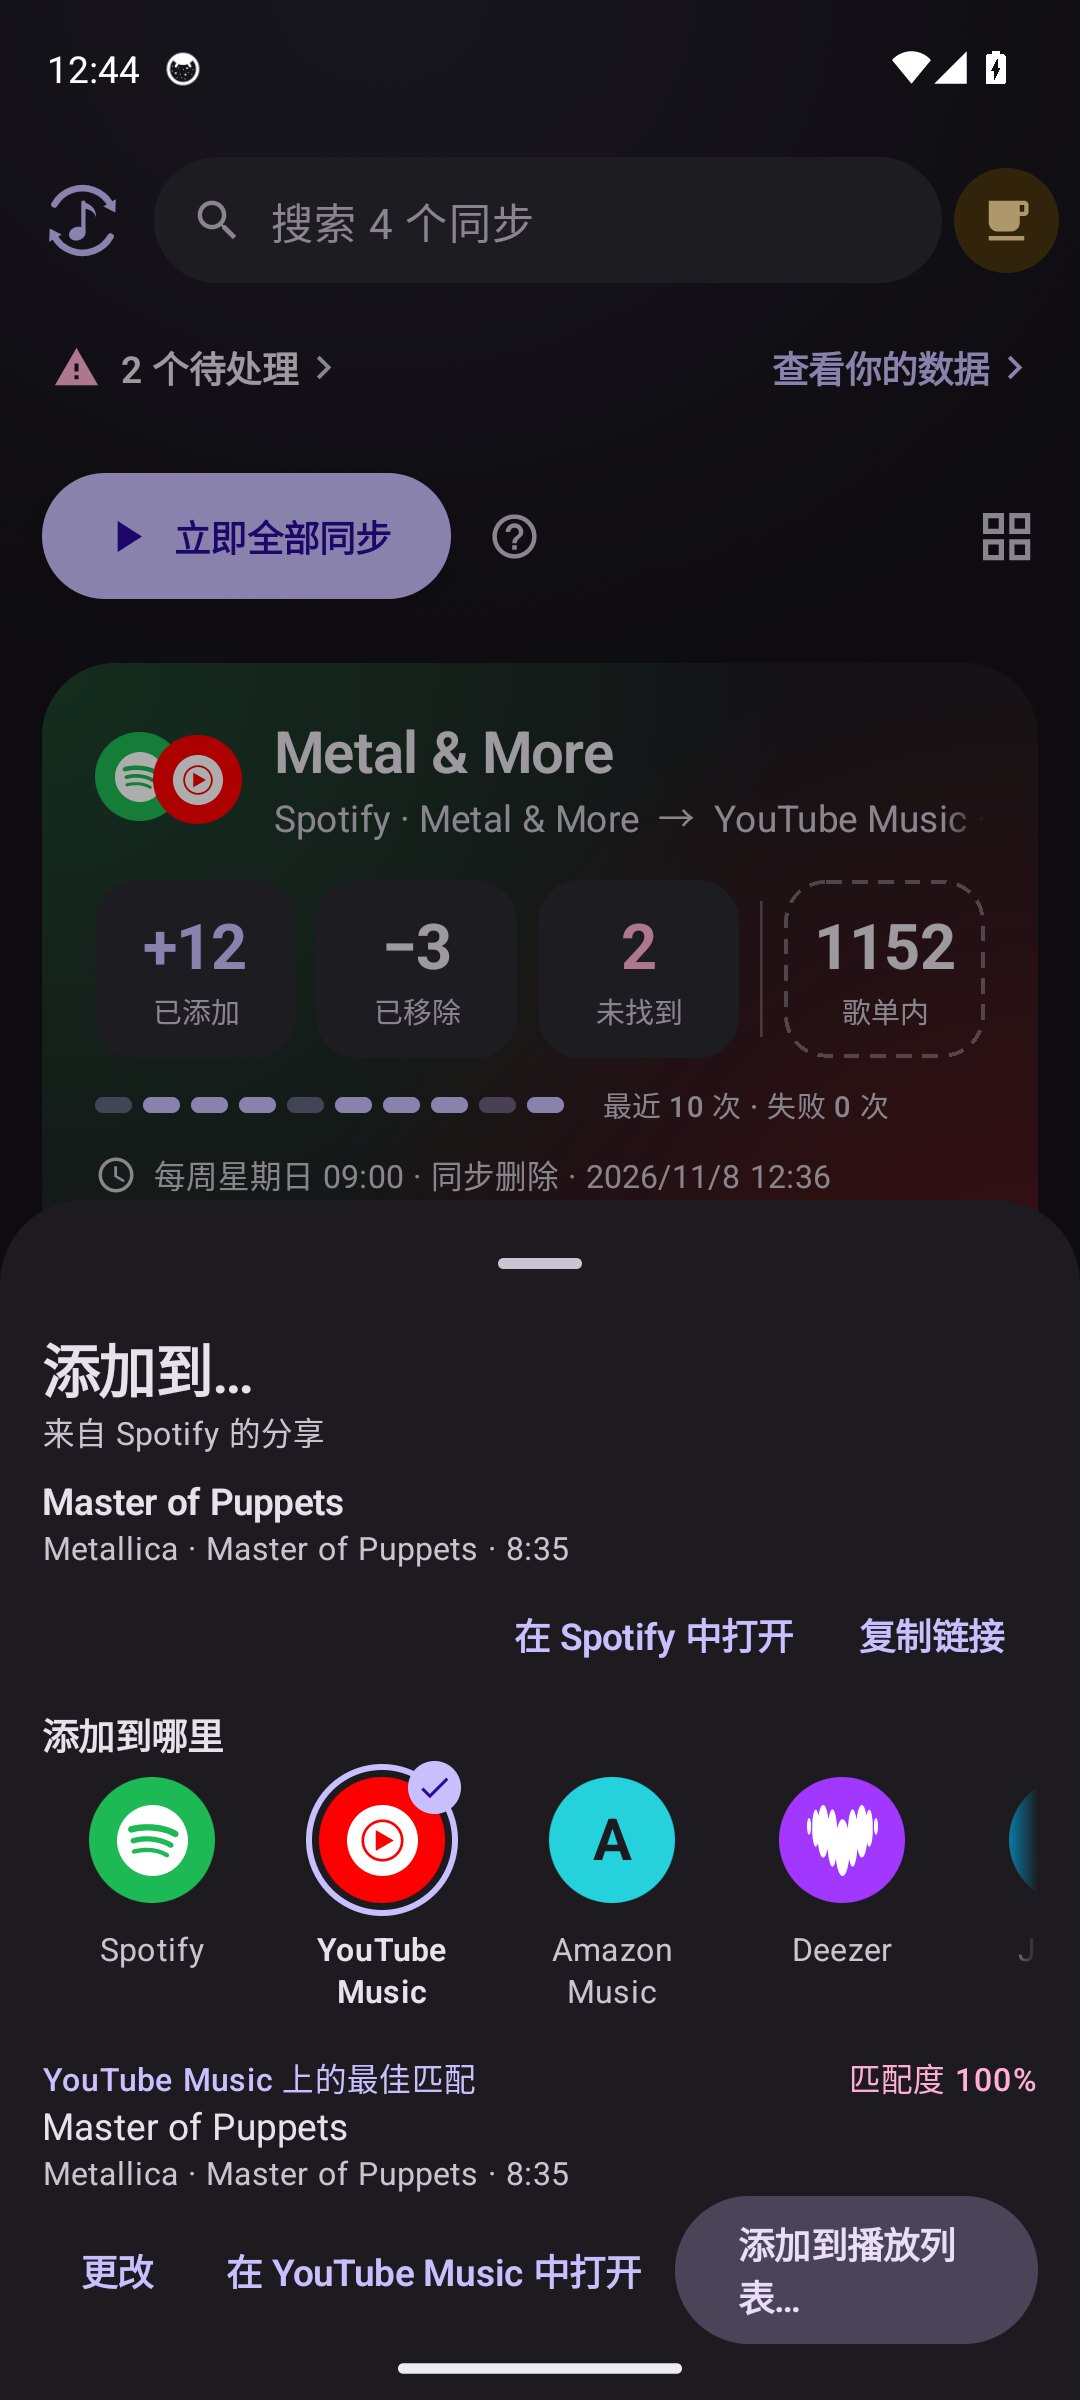 12:44
搜索 4 个同步
2 个待处理
查看你的数据
立即全部同步
Metal & More
Spotify · Metal & More → YouTube Music
+12
已添加
−3
已移除
2
未找到
1152
歌单内
最近 10 次 · 失败 0 次
每周星期日 09:00 · 同步删除 · 2026/11/8 12:36
添加到...
来自 Spotify 的分享
Master of Puppets
Metallica · Master of Puppets · 8:35
在 Spotify 中打开
复制链接
添加到哪里
Spotify
YouTube
Music
A
Amazon
Music
Deezer
J
YouTube Music 上的最佳匹配
匹配度 100%
Master of Puppets
Metallica · Master of Puppets · 8:35
更改
在 YouTube Music 中打开
添加到播放列
表...